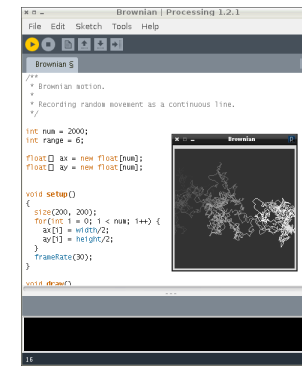 Brownian | Processing 1.2.1
File Edit Sketch Tools Help
Brownian §
/**
* Brownian motion.
*
* Recording random movement as a continuous line.
*/
int num = 2000;
int range = 6;
float[] ax = new float[num];
float[] ay = new float[num];
void setup()
{
size(200, 200);
for(int i = 0; i < num; i++) {
ax[i] = width/2;
ay[i] = height/2;
}
frameRate(30);
}
void draw()
Brownian
16